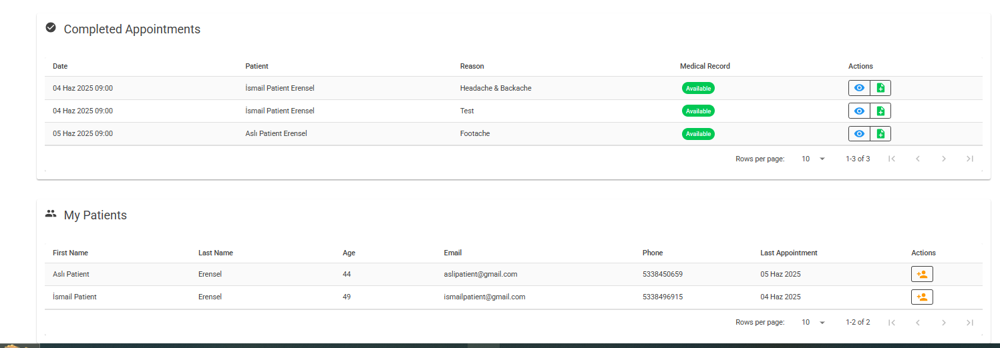 Completed Appointments
Date Patient Reason Medical Record Actions
04 Haz 2025 09:00 İsmail Patient Erensel Headache & Backache Available
04 Haz 2025 09:00 İsmail Patient Erensel Test Available
05 Haz 2025 09:00 Aslı Patient Erensel Footache Available
Rows per page: 10 1-3 of 3
My Patients
First Name Last Name Age Email Phone Last Appointment Actions
Aslı Patient Erensel 44 aslipatient@gmail.com 5338450659 05 Haz 2025
İsmail Patient Erensel 49 ismailpatient@gmail.com 5338496915 04 Haz 2025
Rows per page: 10 1-2 of 2